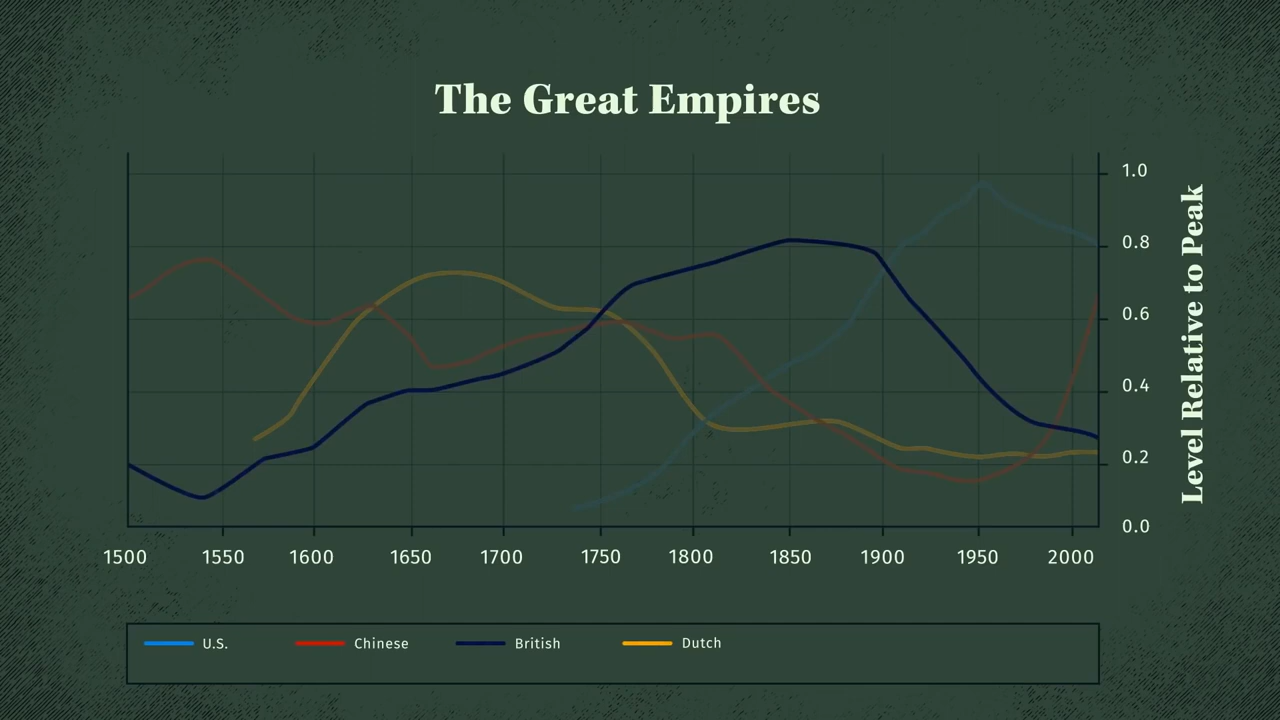 The Great Empires
1.0
0.8
0.6
0.4
0.2
0.0
Level Relative to Peak
1500 1550 1600 1650 1700 1750 1800 1850 1900 1950 2000
U.S. Chinese British Dutch